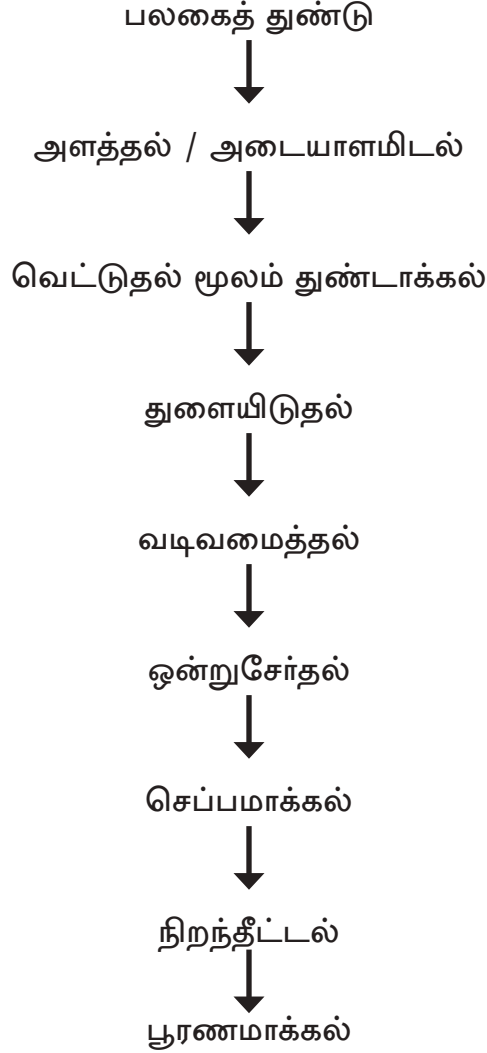 பலகைத் துண்டு
அளத்தல் / அடையாளமிடல்
வெட்டுதல் மூலம் துண்டாக்கல்
துளையிடுதல்
வடிவமைத்தல்
ஒன்றுசேர்தல்
செப்பமாக்கல்
நிறந்தீட்டல்
பூரணமாக்கல்